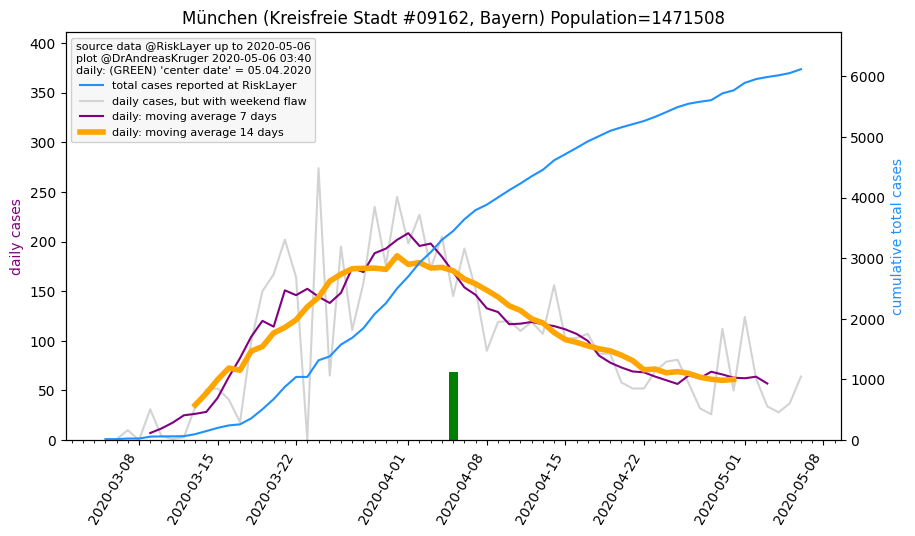 München (Kreisfreie Stadt #09162, Bayern) Population=1471508
source data @RiskLayer up to 2020-05-06
plot @DrAndreasKruger 2020-05-06 03:40
daily: (GREEN) 'center date' = 05.04.2020
total cases reported at RiskLayer
daily cases, but with weekend flaw
daily: moving average 7 days
daily: moving average 14 days
daily cases
400
350
300
250
200
150
100
50
0
cumulative total cases
6000
5000
4000
3000
2000
1000
0
2020-03-08
2020-03-15
2020-03-22
2020-04-01
2020-04-08
2020-04-15
2020-04-22
2020-05-01
2020-05-08